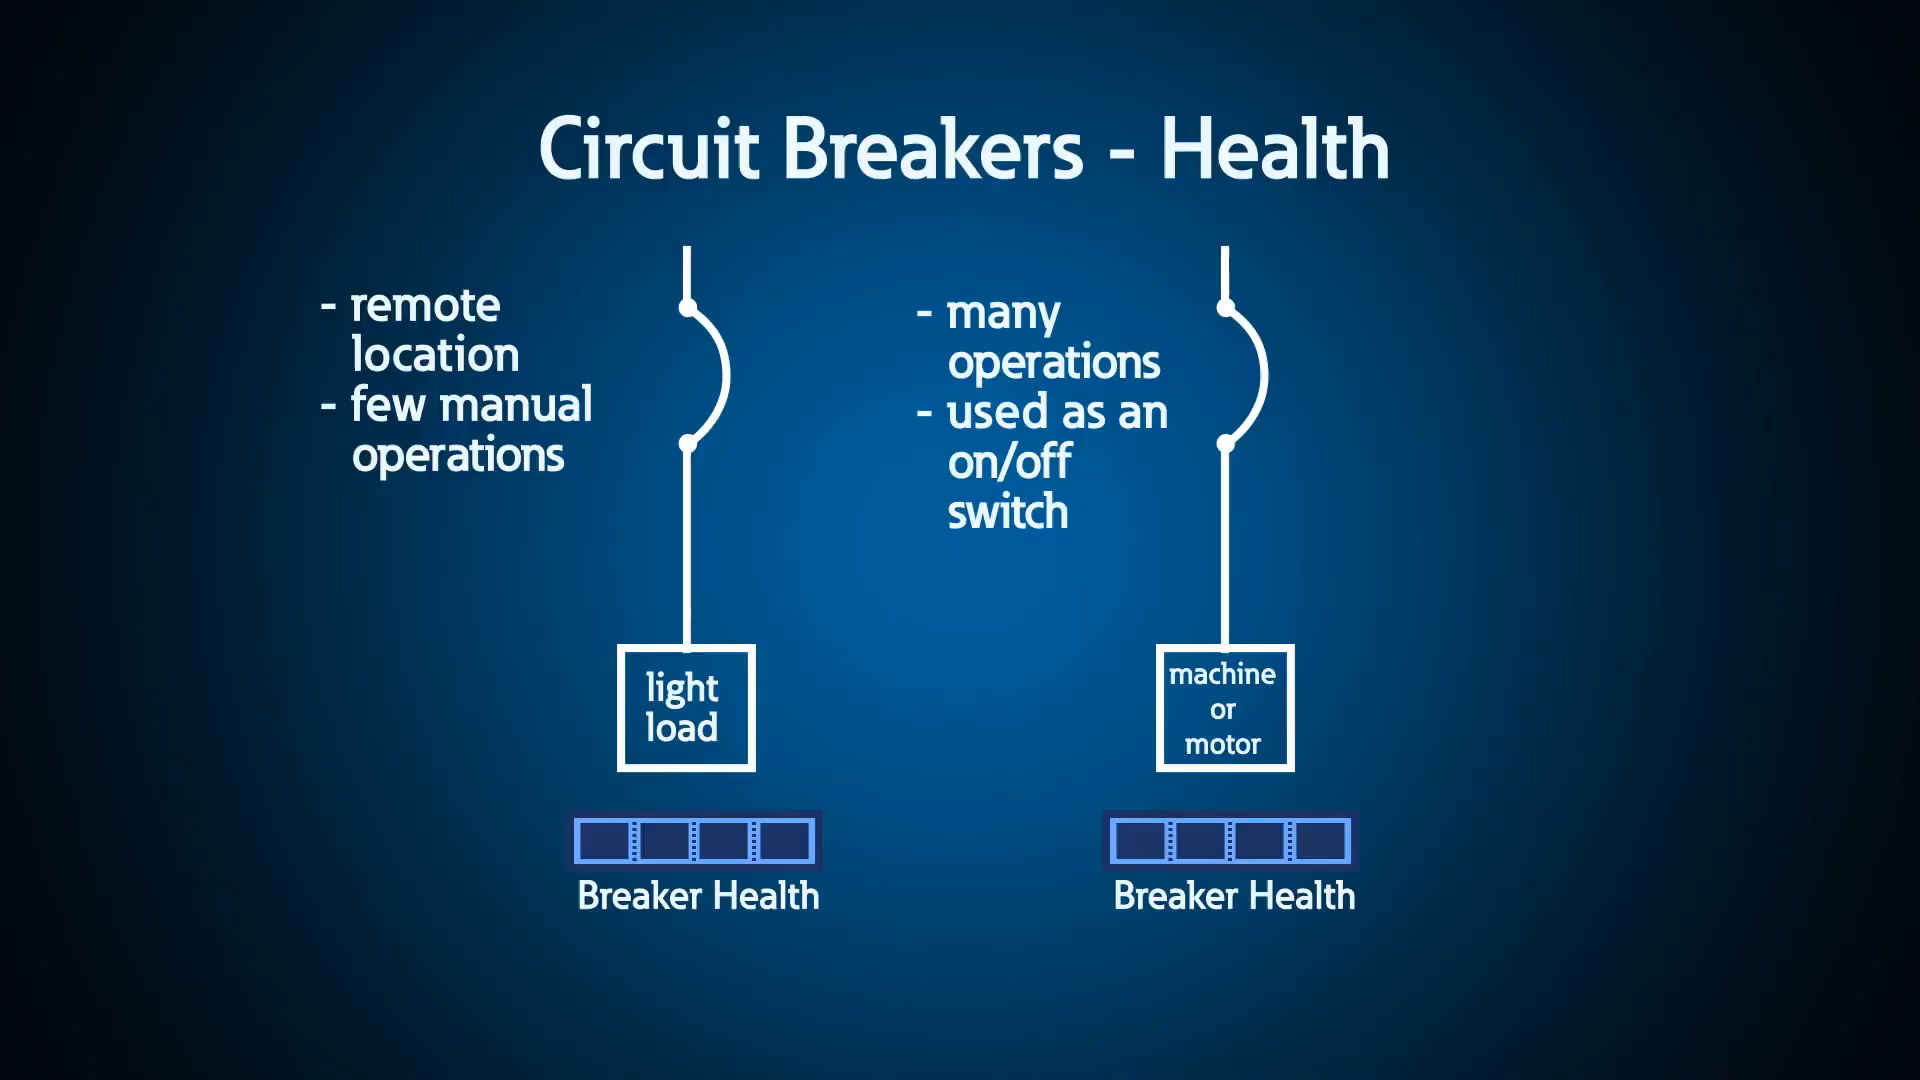 Circuit Breakers - Health
- remote
location
- few manual
operations
- many
operations
- used as an
on/off
switch
light
load
machine
or
motor
Breaker Health
Breaker Health